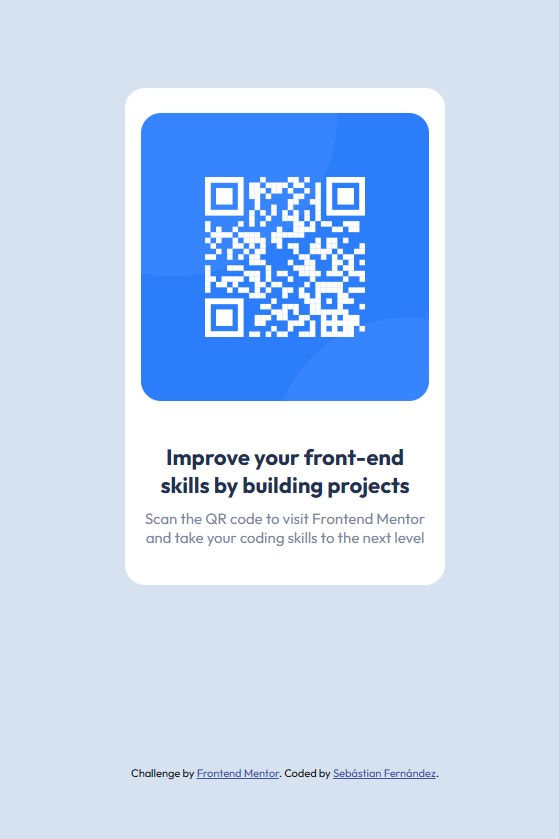 Improve your front-end
skills by building projects
Scan the QR code to visit Frontend Mentor
and take your coding skills to the next level
Challenge by Frontend Mentor. Coded by Sebástian Fernández.